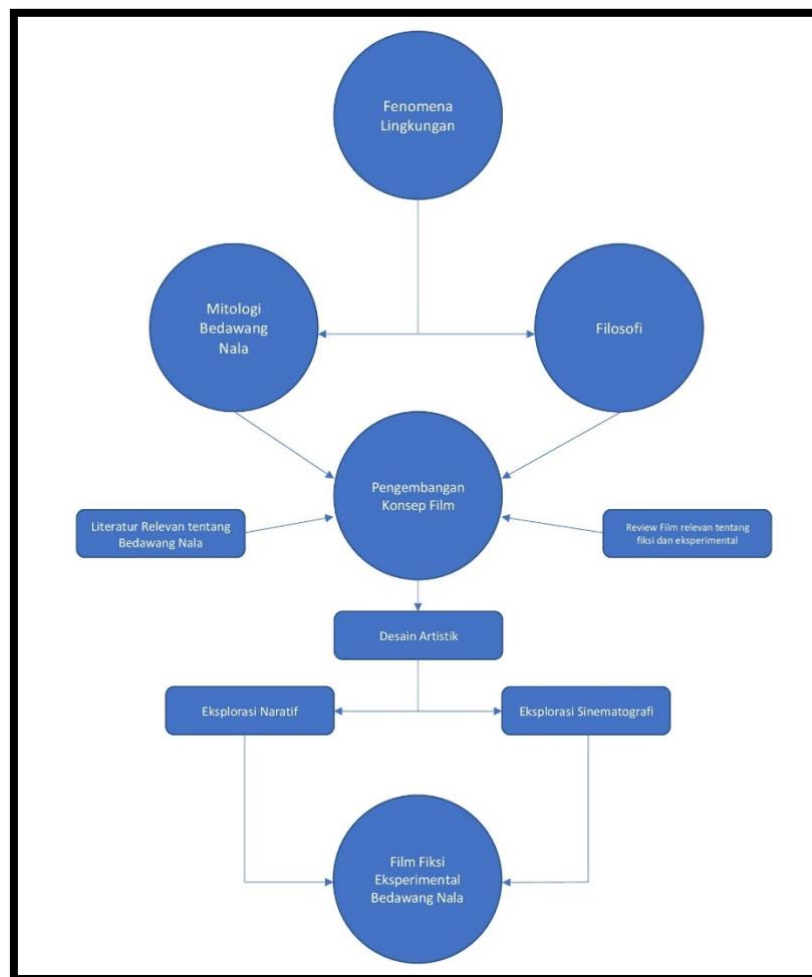 Fenomena
Lingkungan
Mitologi
Bedawang
Nala
Filosofi
Pengembangan
Konsep Film
Literatur Relevan tentang
Bedawang Nala
Review Film relevan tentang
fiksi dan eksperimental
Desain Artistik
Eksplorasi Naratif
Eksplorasi Sinematografi
Film Fiksi
Eksperimental
Bedawang Nala